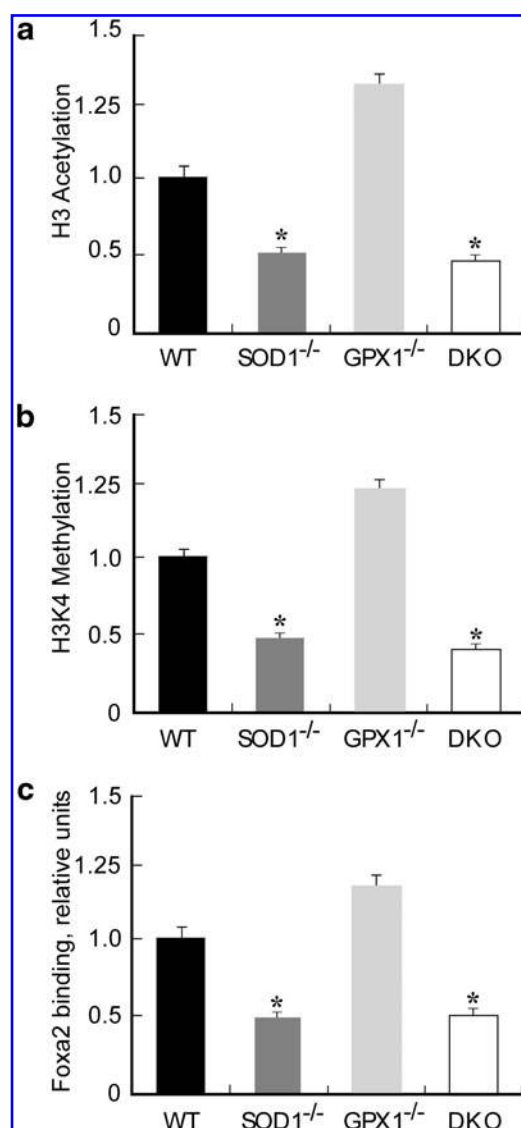 a
H3 Acetylation
1.5
1.25
1.0
0.5
0
*
*
WT SOD1-/- GPX1-/- DKO
b
H3K4 Methylation
1.5
1.25
1.0
0.5
0
*
*
WT SOD1-/- GPX1-/- DKO
c
Foxa2 binding, relative units
1.5
1.25
1.0
0.5
0
*
*
WT SOD1-/- GPX1-/- DKO